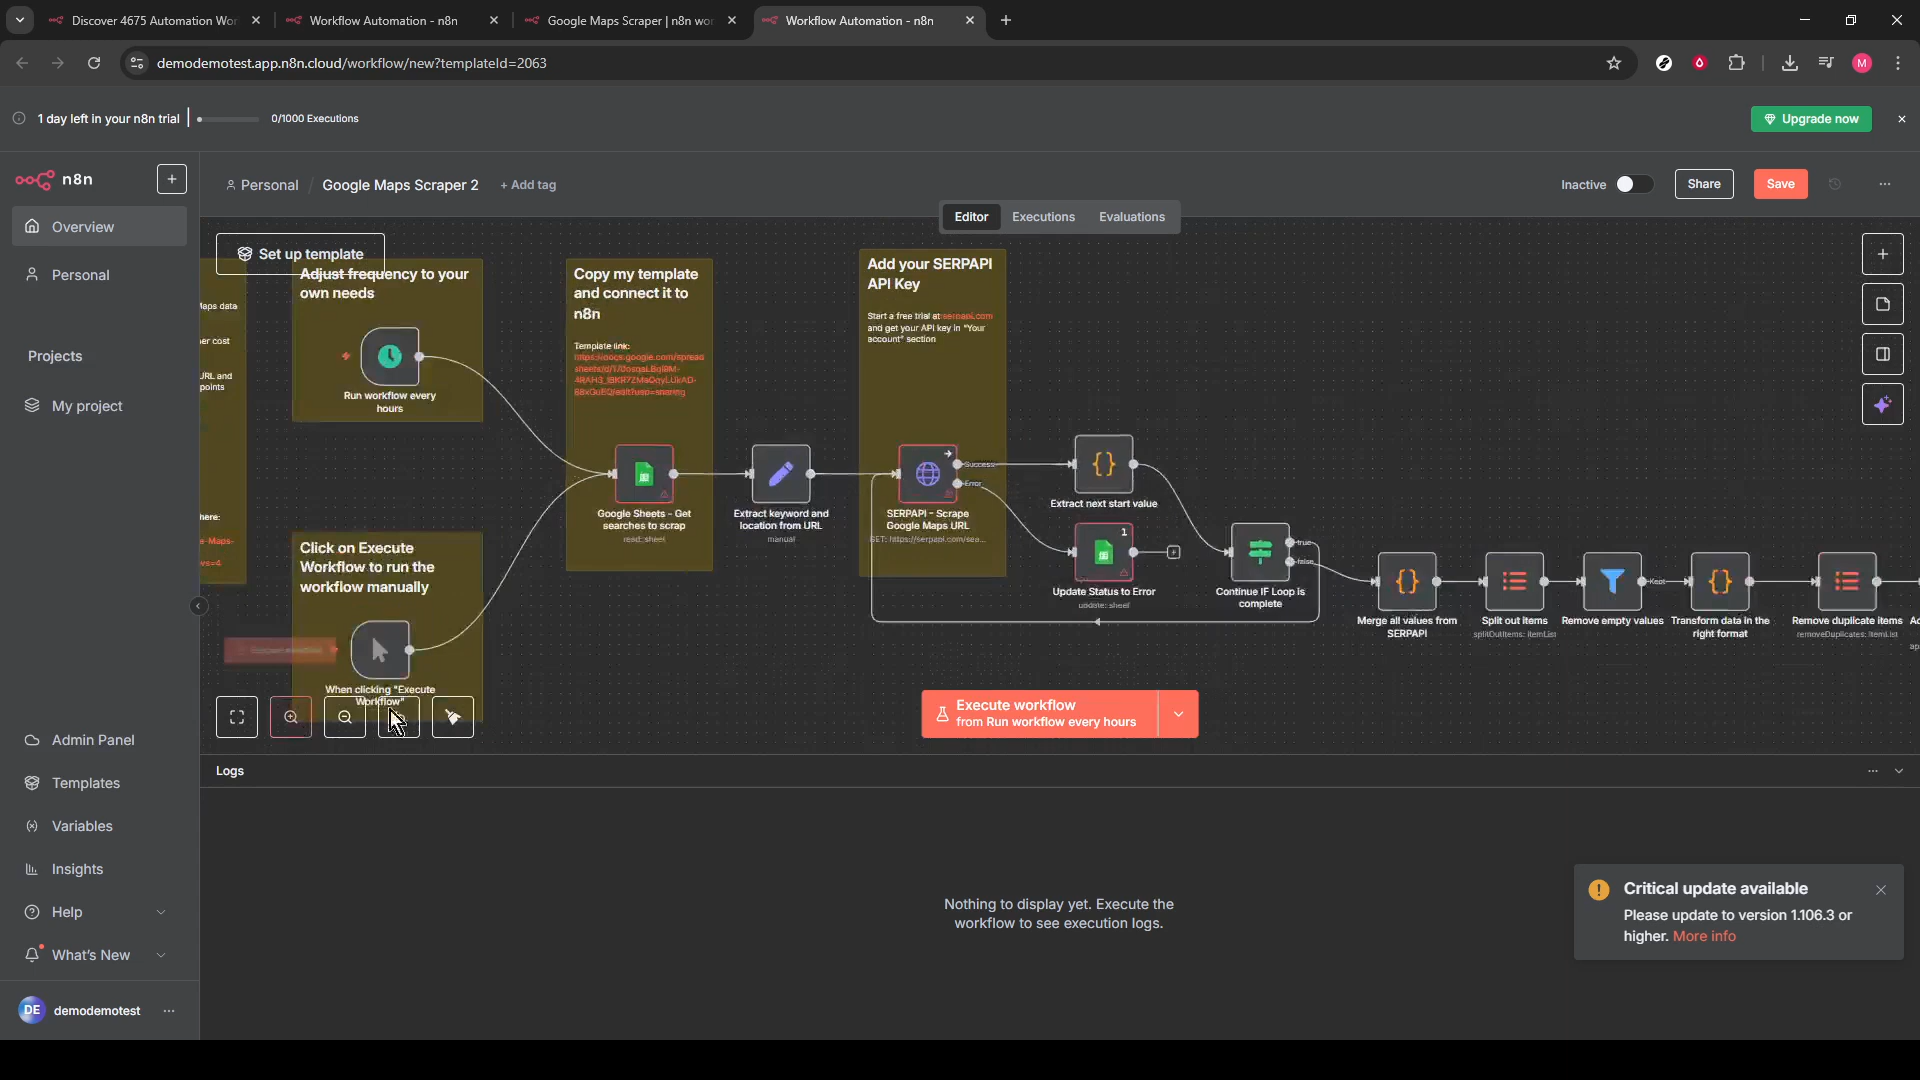 Discover 4675 Automation Wor
Workflow Automation - n8n
Google Maps Scraper | n8n wor
Workflow Automation - n8n
demodemotest.app.n8n.cloud/workflow/new?templateId=2063
M
1 day left in your n8n trial
0/1000 Executions
Upgrade now
n8n
Personal / Google Maps Scraper 2 + Add tag
Inactive
Share
Save
Editor
Executions
Evaluations
Overview
Personal
Projects
My project
Admin Panel
Templates
Variables
Insights
Help
What's New
DE demodemotest
Set up template
Adjust frequency to your
own needs
Run workflow every
hours
Click on Execute
Workflow to run the
workflow manually
When clicking "Execute
Workflow"
Copy my template
and connect it to
n8n
Template link:
Google Sheets - Get
searches to scrap
read: sheet
Extract keyword and
location from URL
manual
Add your SERPAPI
API Key
Start a free trial at serpapi.com
and get your API key in "Your
account" section
SERPAPI - Scrape
Google Maps URL
GET: https://serpapi.com/sea...
Success
Error
Extract next start value
1
Update Status to Error
update: sheet
Continue IF Loop is
complete
true
false
Merge all values from
SERPAPI
Split out items
splitOutItems: itemList
Remove empty values
Kept
Transform data in the
right format
Remove duplicate items
removeDuplicates: itemList
Execute workflow
from Run workflow every hours
Logs
Nothing to display yet. Execute the
workflow to see execution logs.
Critical update available
Please update to version 1.106.3 or
higher. More info